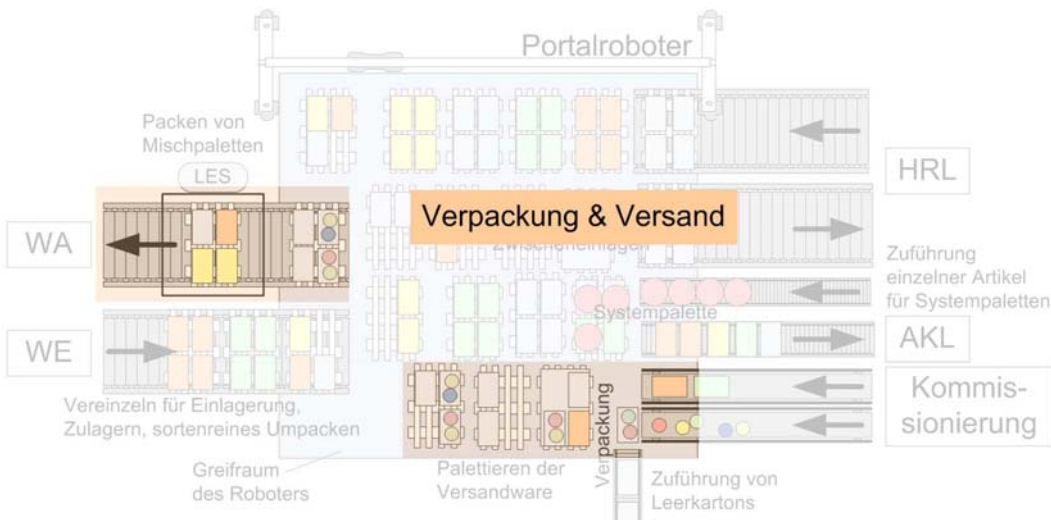 Portalroboter
Packen von
Mischpaletten
LES
HRL
Verpackung & Versand
Zwischeneinlagen
WA
Zuführung
einzelner Artikel
für Systempaletten
Systempalette
WE
AKL
Vereinzeln für Einlagerung,
Zulagern, sortenreines Umpacken
Kommis-
sionierung
Verpackung
Greifraum
des Roboters
Palettieren der
Versandware
Zuführung von
Leerkartons